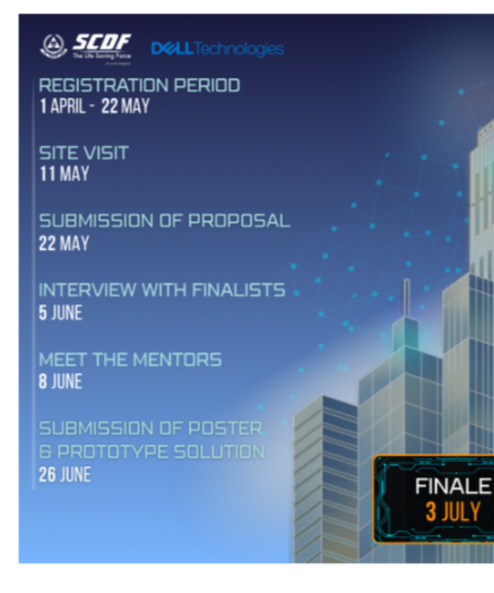 SCDF
The Life Saving Force
DELL Technologies
REGISTRATION PERIOD
1 APRIL - 22 MAY
SITE VISIT
11 MAY
SUBMISSION OF PROPOSAL
22 MAY
INTERVIEW WITH FINALISTS
5 JUNE
MEET THE MENTORS
8 JUNE
SUBMISSION OF POSTER
& PROTOTYPE SOLUTION
26 JUNE
FINALE
3 JULY